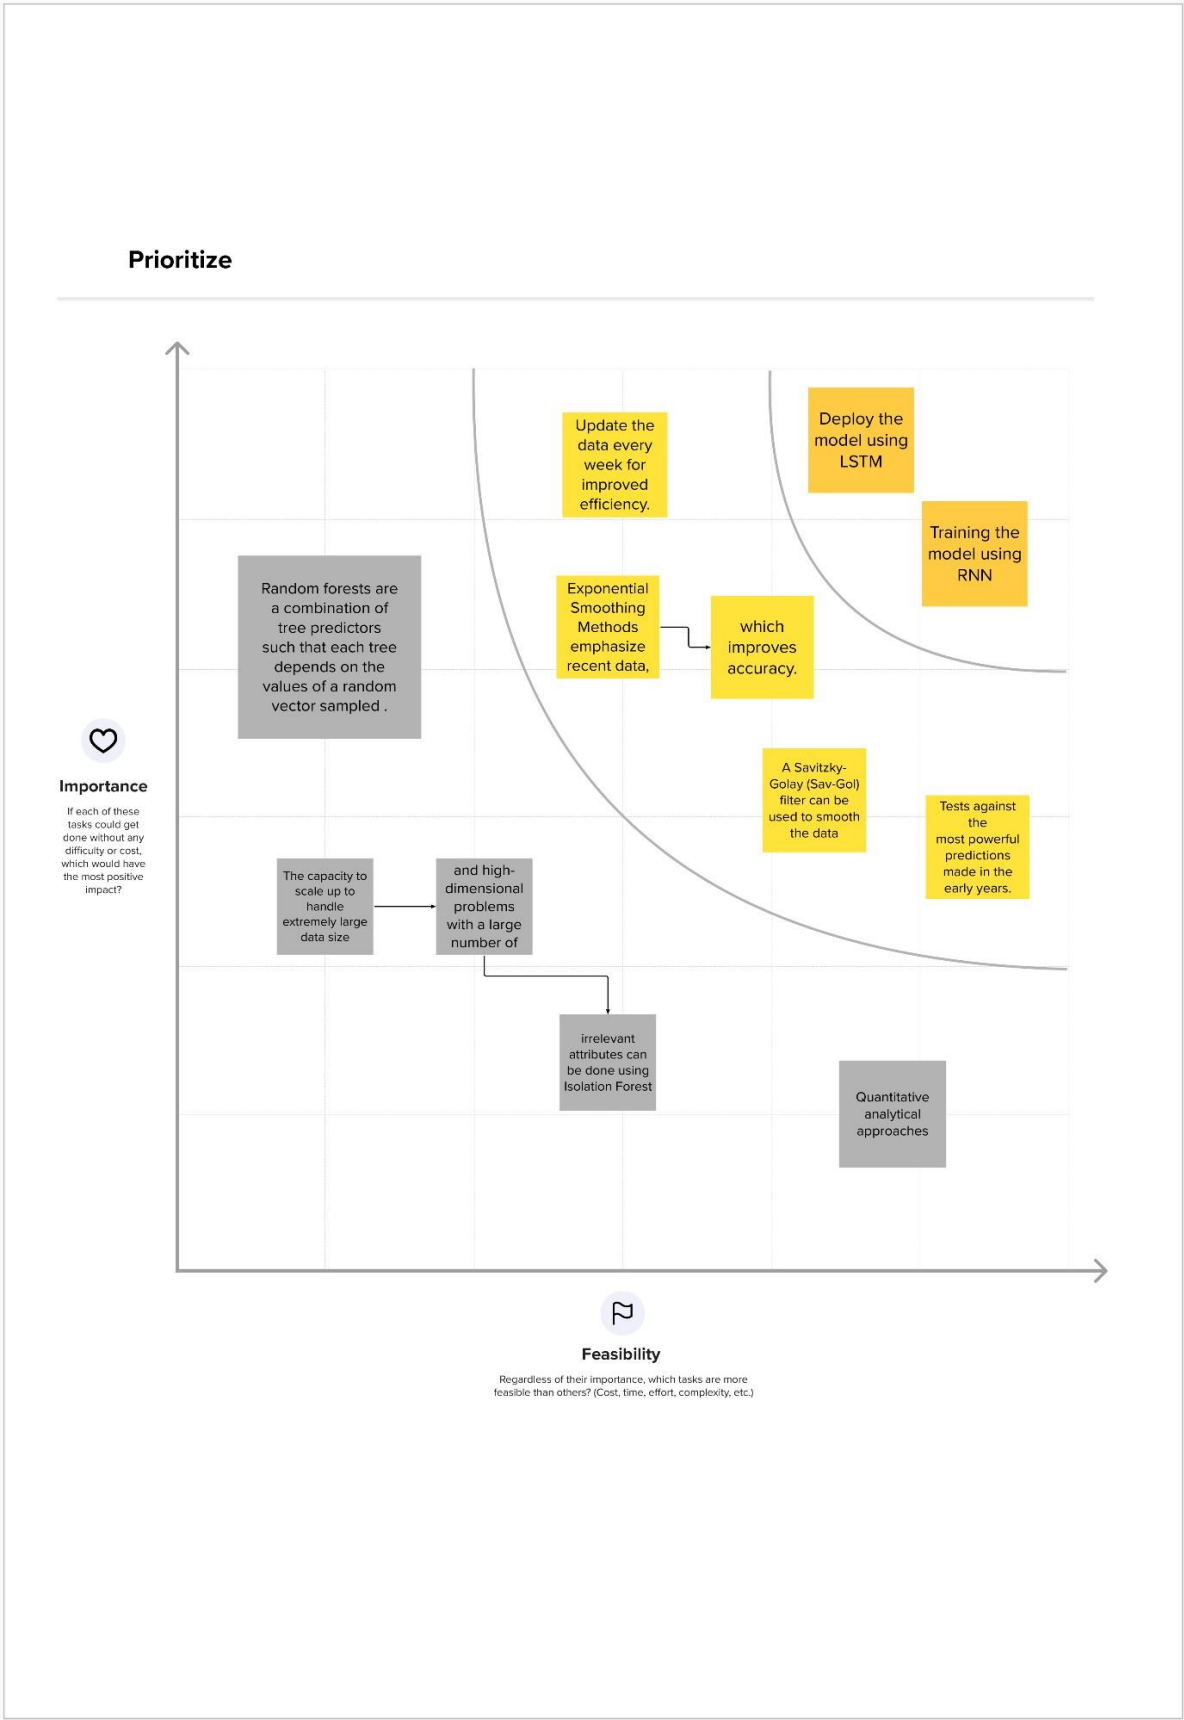 Prioritize
Deploy the
model using
LSTM
Update the
data every
week for
improved
efficiency.
Training the
model using
RNN
Random forests are
a combination of
tree predictors
such that each tree
depends on the
values of a random
vector sampled .
Exponential
Smoothing
Methods
emphasize
recent data,
which
improves
accuracy.
Importance
If each of these
tasks could get
done without any
difficulty or cost,
which would have
the most positive
impact?
A Savitzky-
Golay (Sav-Gol)
filter can be
used to smooth
the data
Tests against
the
most powerful
predictions
made in the
early years.
The capacity to
scale up to
handle
extremely large
data size
and high-
dimensional
problems
with a large
number of
irrelevant
attributes can
be done using
Isolation Forest
Quantitative
analytical
approaches
Feasibility
Regardless of their importance, which tasks are more
feasible than others? (Cost, time, effort, complexity, etc.)